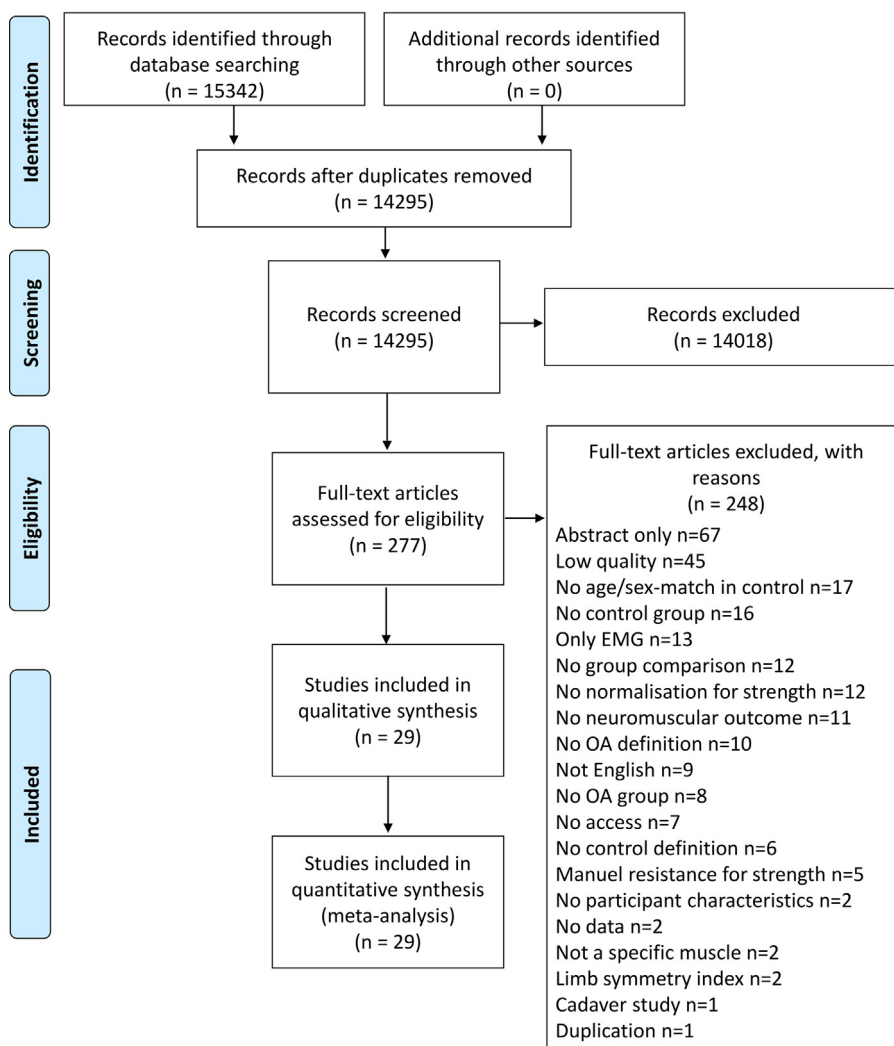 Identification
Records identified through
database searching
(n = 15342)
Additional records identified
through other sources
(n = 0)
Records after duplicates removed
(n = 14295)
Screening
Records screened
(n = 14295)
Records excluded
(n = 14018)
Eligibility
Full-text articles
assessed for eligibility
(n = 277)
Full-text articles excluded, with
reasons
(n = 248)
Abstract only n=67
Low quality n=45
No age/sex-match in control n=17
No control group n=16
Only EMG n=13
No group comparison n=12
No normalisation for strength n=12
No neuromuscular outcome n=11
No OA definition n=10
Not English n=9
No OA group n=8
No access n=7
No control definition n=6
Manuel resistance for strength n=5
No participant characteristics n=2
No data n=2
Not a specific muscle n=2
Limb symmetry index n=2
Cadaver study n=1
Duplication n=1
Included
Studies included in
qualitative synthesis
(n = 29)
Studies included in
quantitative synthesis
(meta-analysis)
(n = 29)